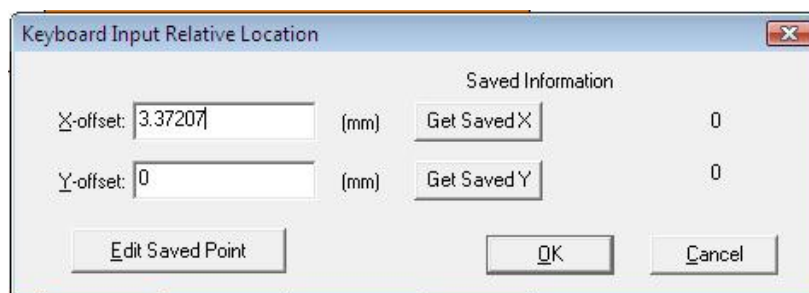 Keyboard Input Relative Location
Saved Information
X-offset: 3.37207 (mm) Get Saved X 0
Y-offset: 0 (mm) Get Saved Y 0
Edit Saved Point OK Cancel